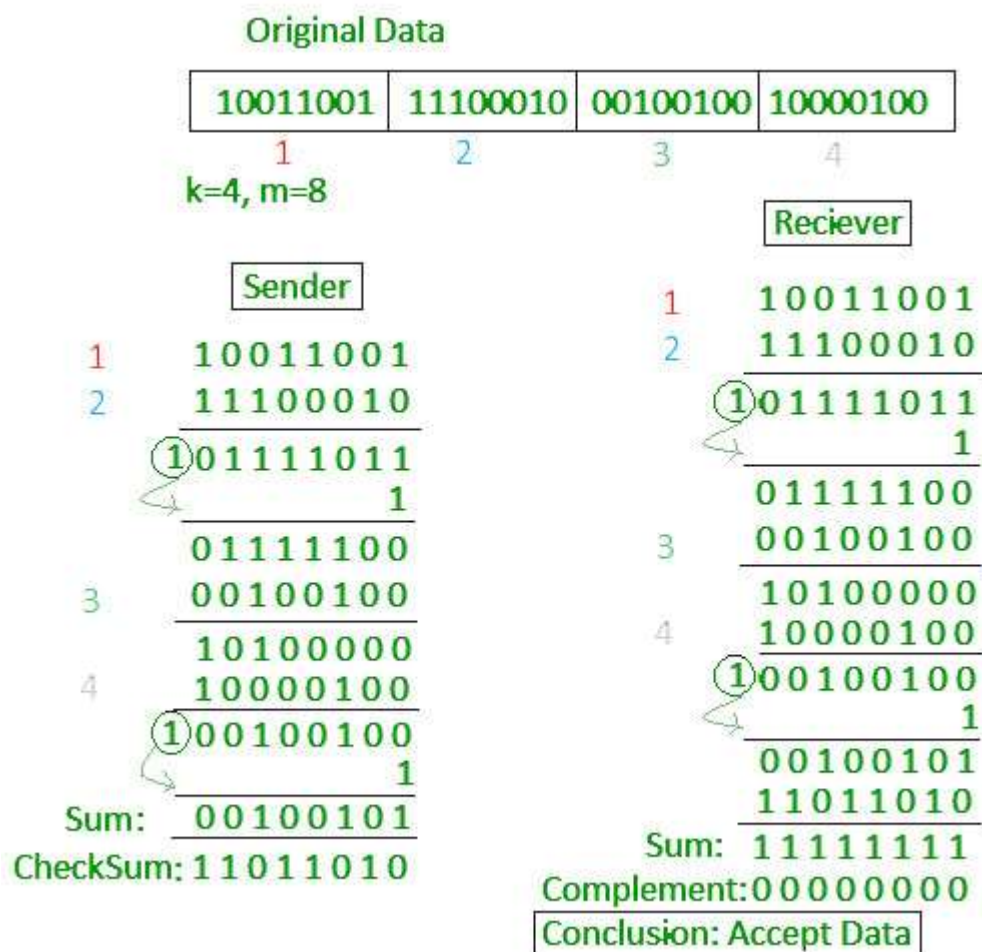 Original Data
10011001 11100010 00100100 10000100
1 2 3 4
k=4, m=8
Sender
1 10011001
2 11100010
1 01111011
1
01111100
3 00100100
10100000
4 10000100
1 00100100
1
Sum: 00100101
CheckSum: 11011010
Reciever
1 10011001
2 11100010
1 01111011
1
01111100
3 00100100
10100000
4 10000100
1 00100100
1
00100101
11011010
Sum: 11111111
Complement: 00000000
Conclusion: Accept Data